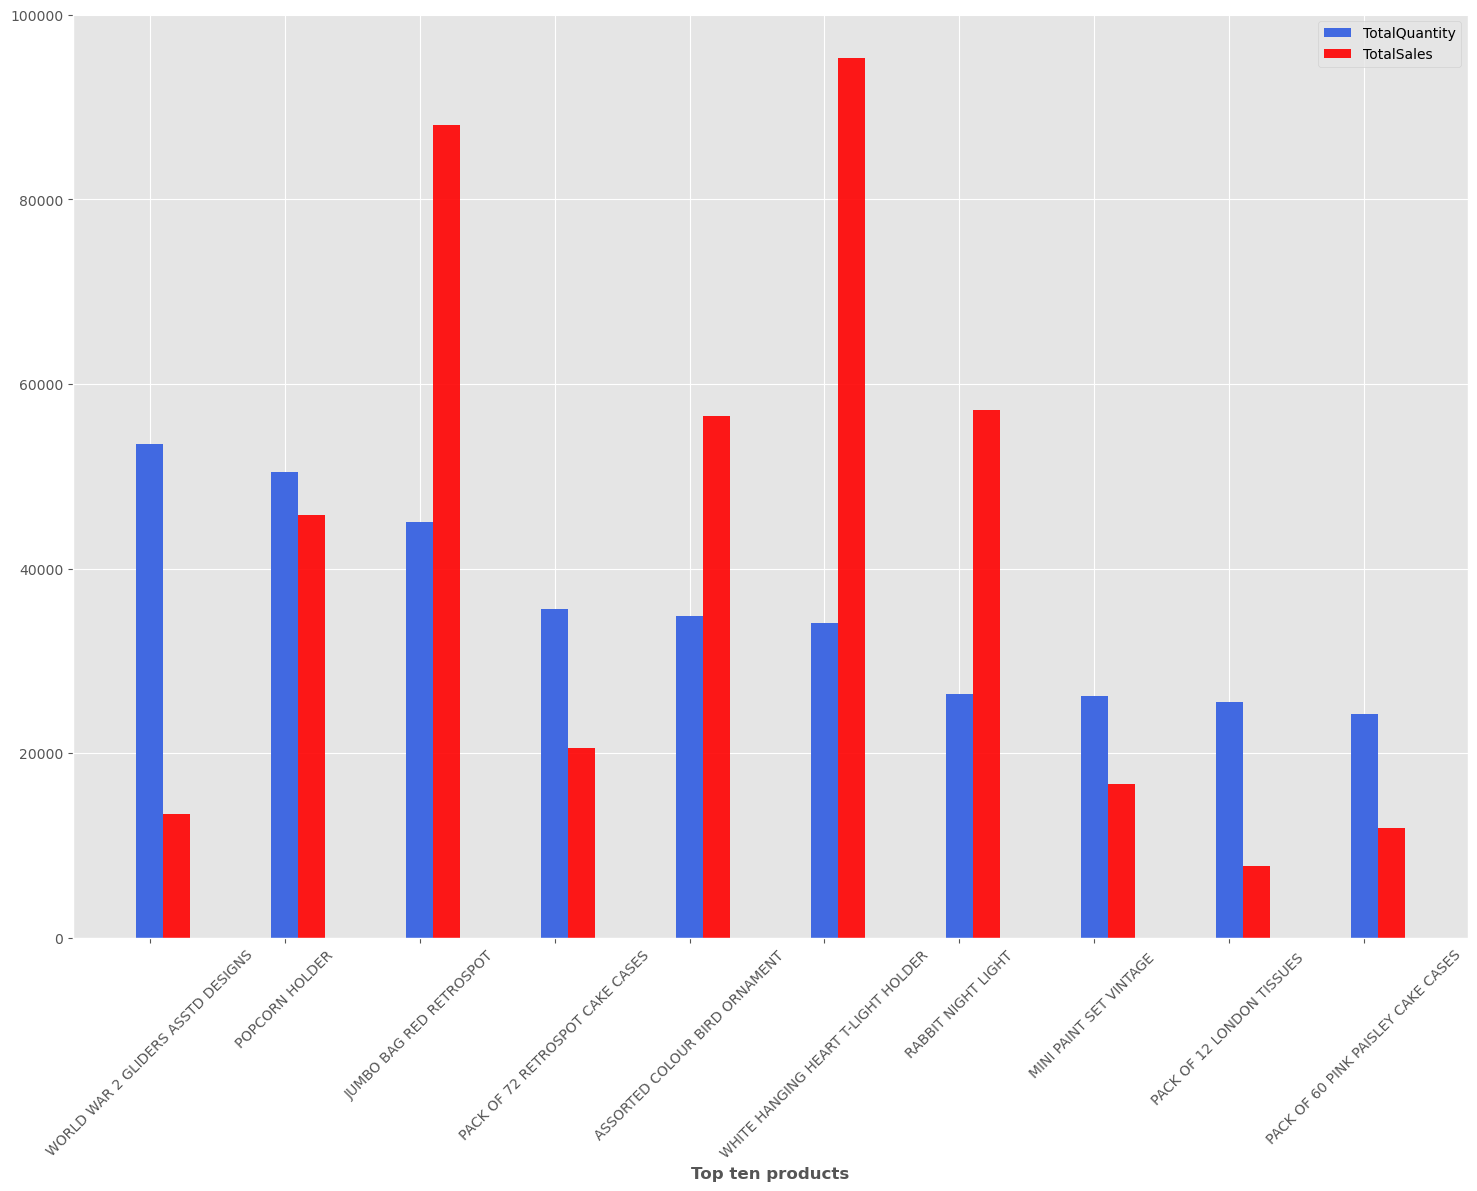 100000
80000
60000
40000
20000
0
TotalQuantity
TotalSales
WORLD WAR 2 GLIDERS ASSTD DESIGNS
POPCORN HOLDER
JUMBO BAG RED RETROSPOT
PACK OF 72 RETROSPOT CAKE CASES
ASSORTED COLOUR BIRD ORNAMENT
WHITE HANGING HEART T-LIGHT HOLDER
RABBIT NIGHT LIGHT
MINI PAINT SET VINTAGE
PACK OF 12 LONDON TISSUES
PACK OF 60 PINK PAISLEY CAKE CASES
Top ten products